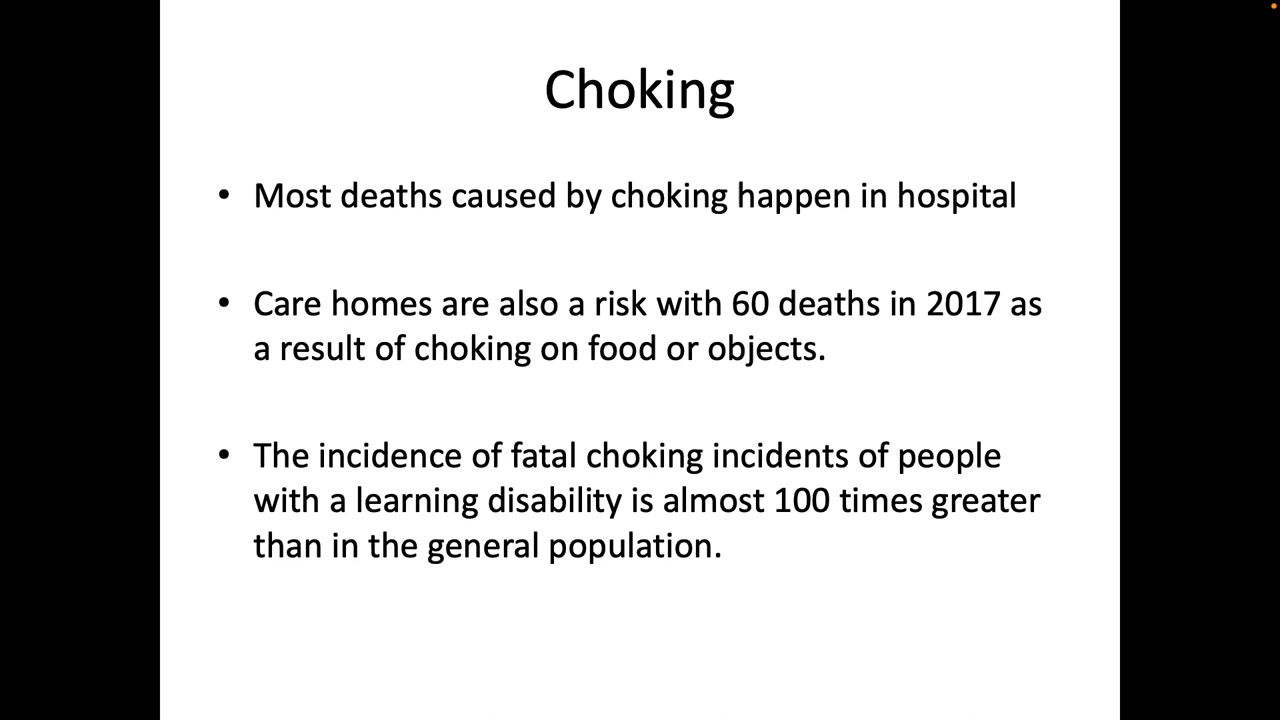 Choking
• Most deaths caused by choking happen in hospital
• Care homes are also a risk with 60 deaths in 2017 as
a result of choking on food or objects.
• The incidence of fatal choking incidents of people
with a learning disability is almost 100 times greater
than in the general population.